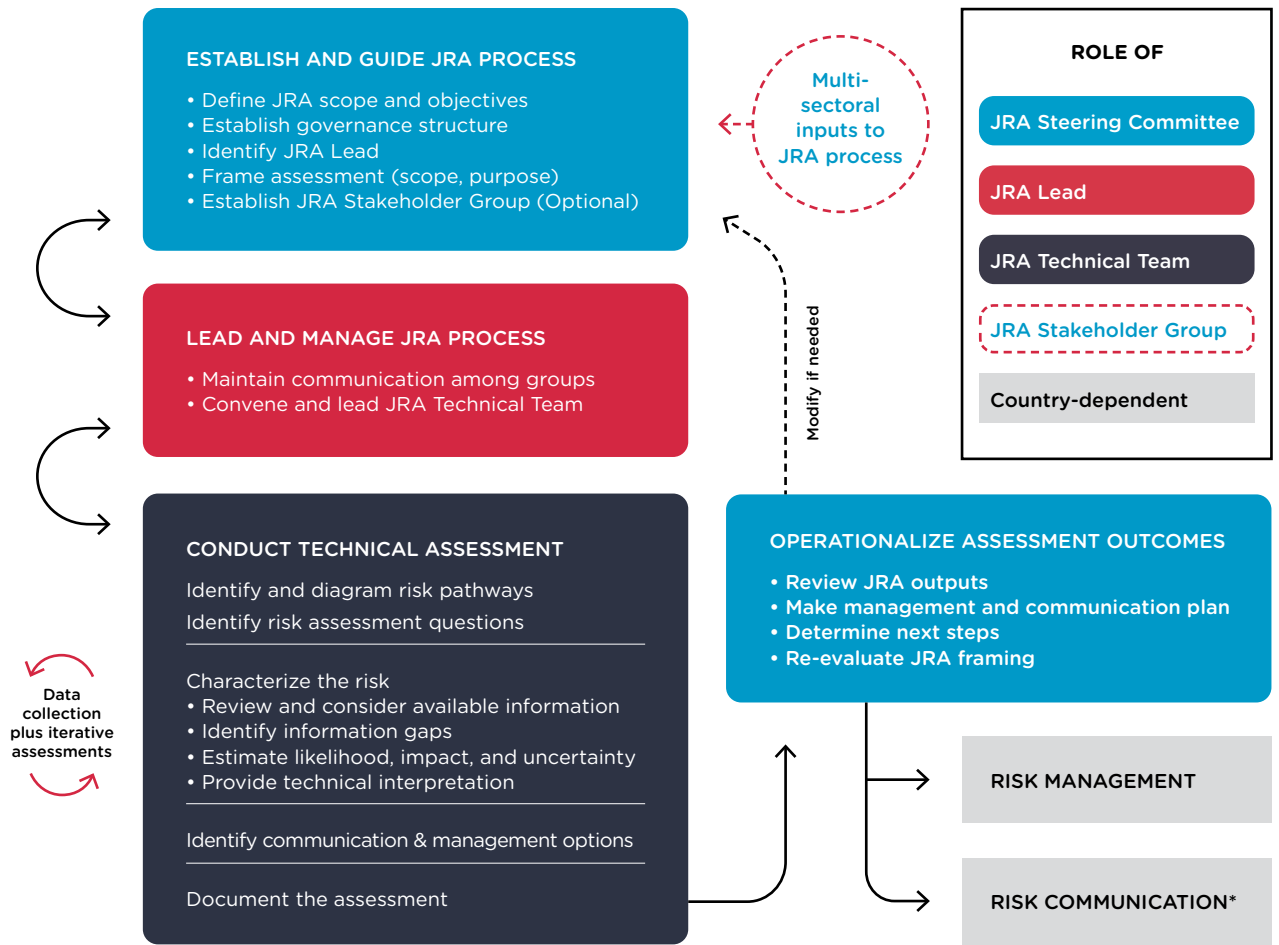 ESTABLISH AND GUIDE JRA PROCESS
• Define JRA scope and objectives
• Establish governance structure
• Identify JRA Lead
• Frame assessment (scope, purpose)
• Establish JRA Stakeholder Group (Optional)
Multi-
sectoral
inputs to
JRA process
ROLE OF
JRA Steering Committee
JRA Lead
JRA Technical Team
JRA Stakeholder Group
Country-dependent
LEAD AND MANAGE JRA PROCESS
• Maintain communication among groups
• Convene and lead JRA Technical Team
Modify if needed
CONDUCT TECHNICAL ASSESSMENT
Identify and diagram risk pathways
Identify risk assessment questions
Characterize the risk
• Review and consider available information
• Identify information gaps
• Estimate likelihood, impact, and uncertainty
• Provide technical interpretation
Identify communication & management options
Document the assessment
Data
collection
plus iterative
assessments
OPERATIONALIZE ASSESSMENT OUTCOMES
• Review JRA outputs
• Make management and communication plan
• Determine next steps
• Re-evaluate JRA framing
RISK MANAGEMENT
RISK COMMUNICATION*